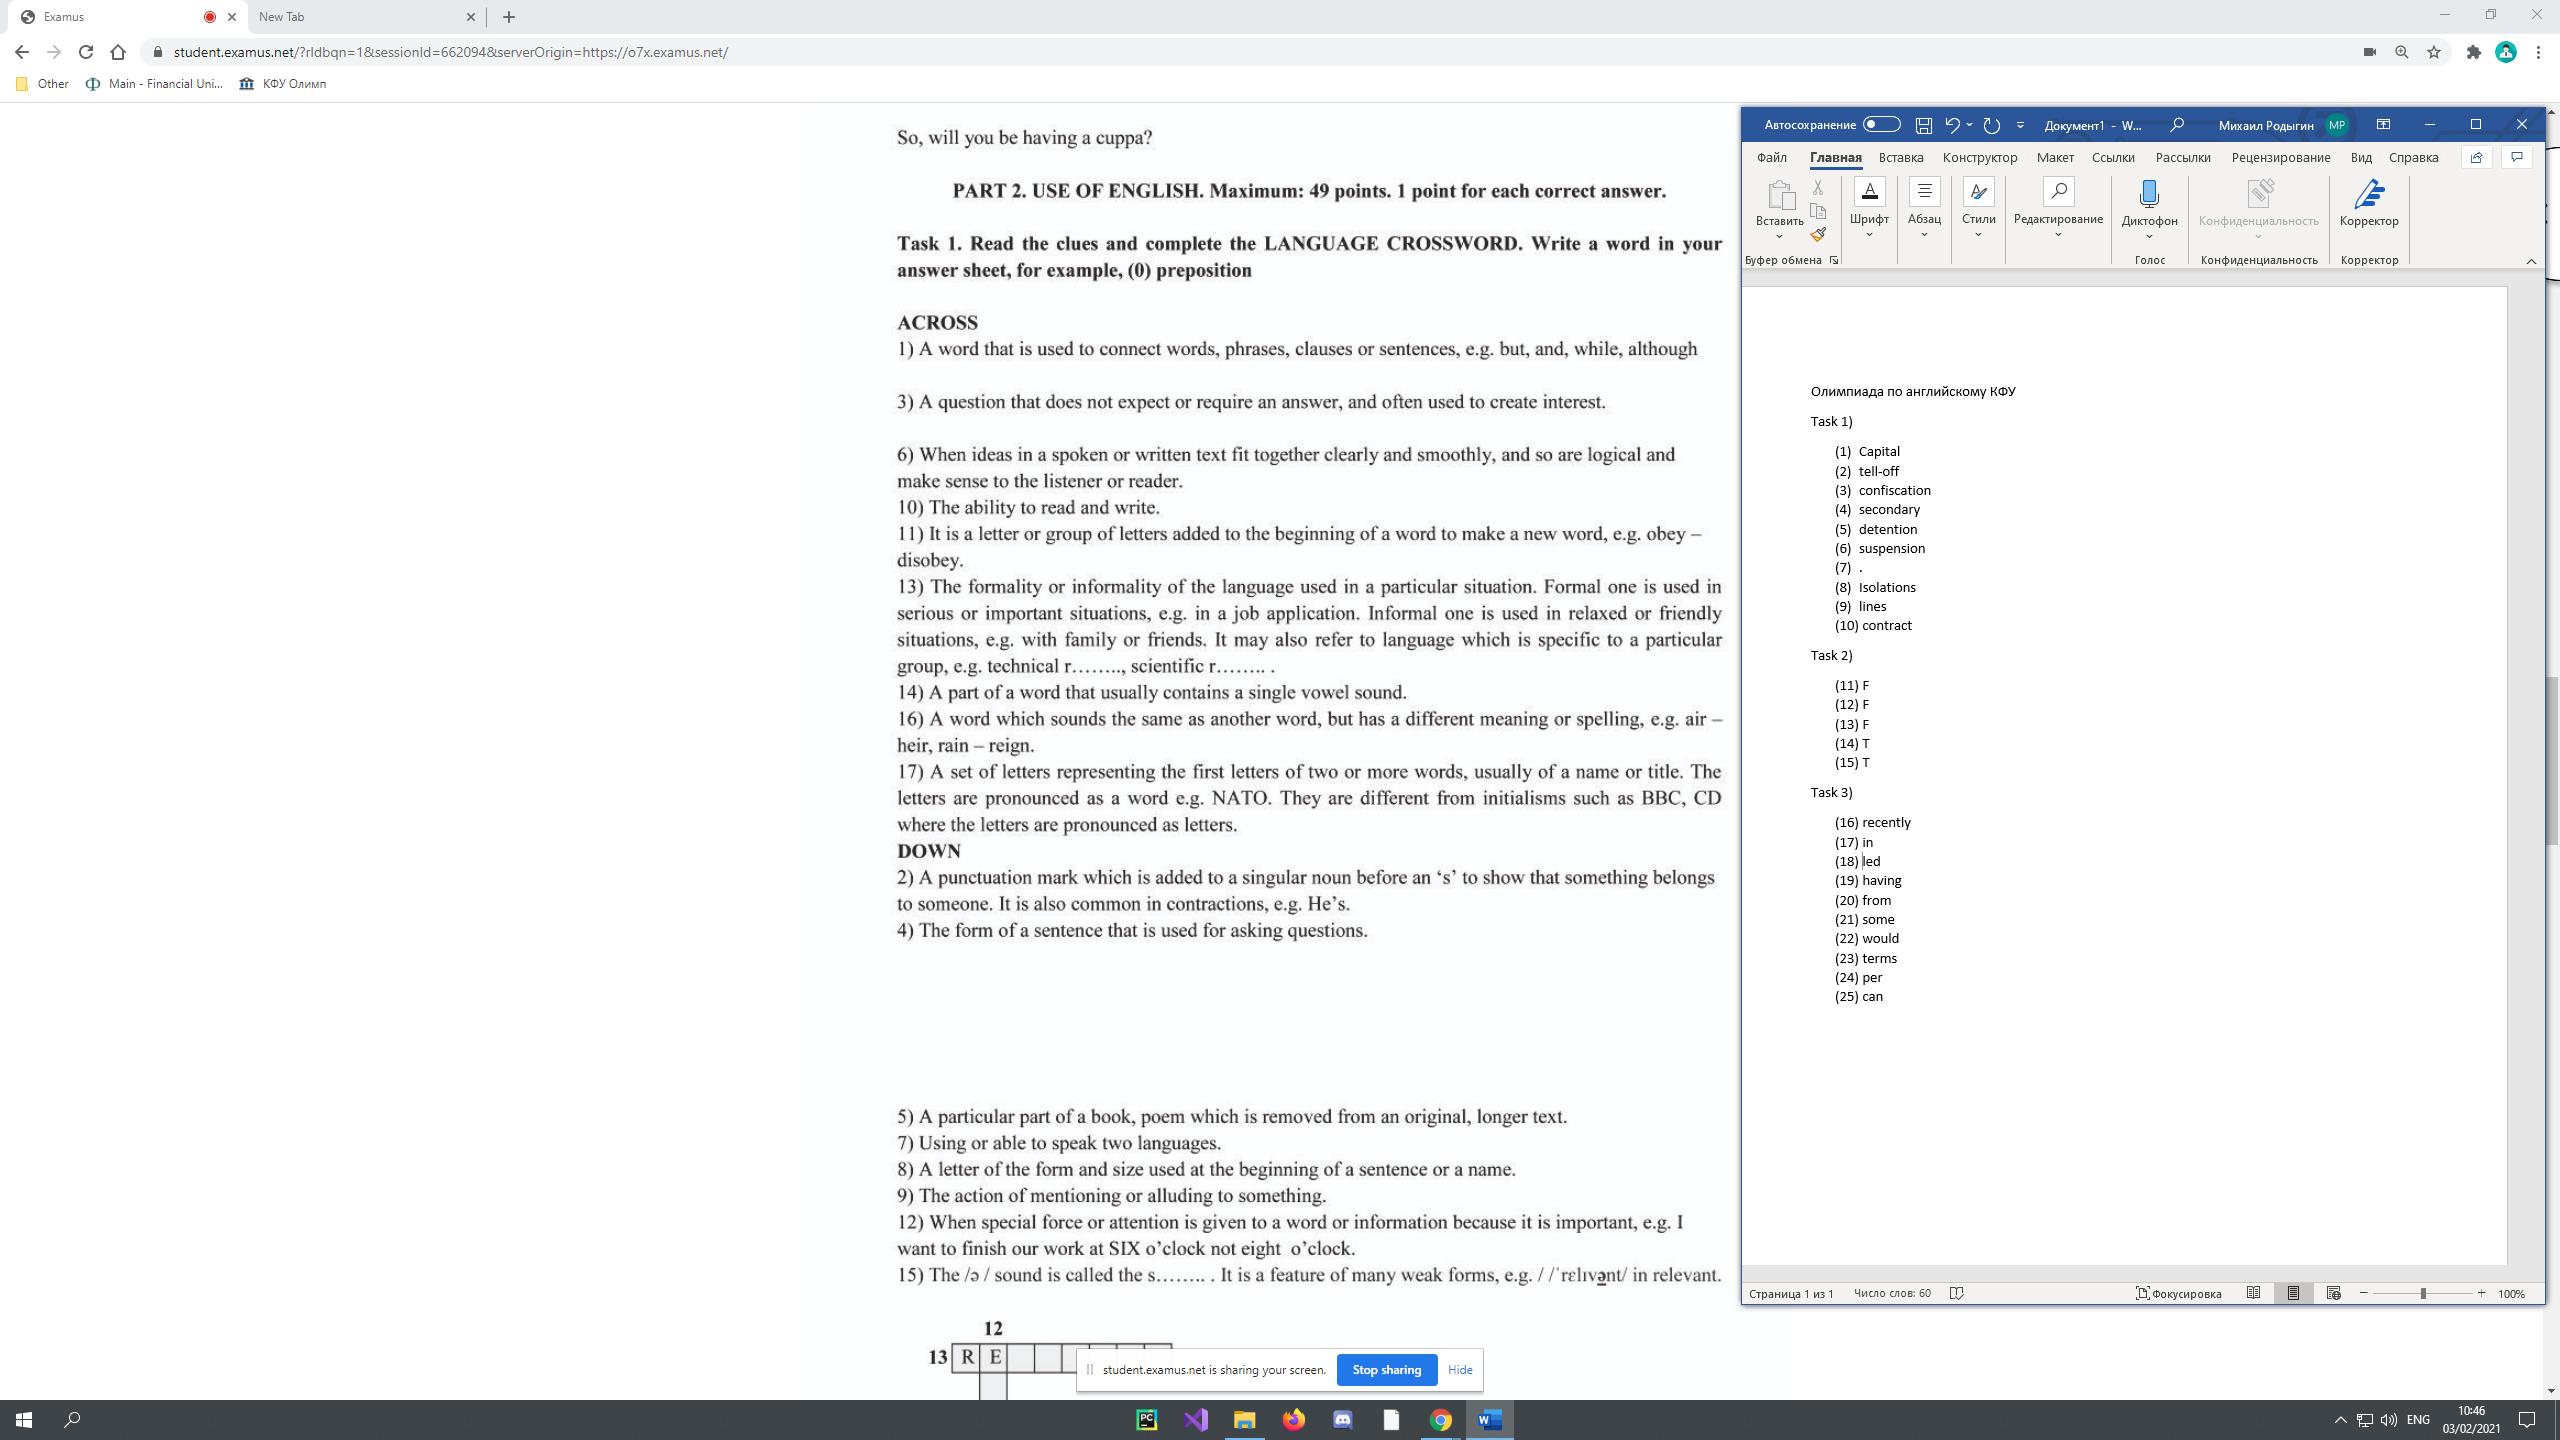 Examus
New Tab
student.examus.net/?rldbqn=1&sessionId=662094&serverOrigin=https://o7x.examus.net/
Other
Main - Financial Uni...
КФУ Олимп
So, will you be having a cuppa?
PART 2. USE OF ENGLISH. Maximum: 49 points. 1 point for each correct answer.
Task 1. Read the clues and complete the LANGUAGE CROSSWORD. Write a word in your
answer sheet, for example, (0) preposition
ACROSS
1) A word that is used to connect words, phrases, clauses or sentences, e.g. but, and, while, although
3) A question that does not expect or require an answer, and often used to create interest.
6) When ideas in a spoken or written text fit together clearly and smoothly, and so are logical and
make sense to the listener or reader.
10) The ability to read and write.
11) It is a letter or group of letters added to the beginning of a word to make a new word, e.g. obey –
disobey.
13) The formality or informality of the language used in a particular situation. Formal one is used in
serious or important situations, e.g. in a job application. Informal one is used in relaxed or friendly
situations, e.g. with family or friends. It may also refer to language which is specific to a particular
group, e.g. technical r…….., scientific r…….. .
14) A part of a word that usually contains a single vowel sound.
16) A word which sounds the same as another word, but has a different meaning or spelling, e.g. air –
heir, rain – reign.
17) A set of letters representing the first letters of two or more words, usually of a name or title. The
letters are pronounced as a word e.g. NATO. They are different from initialisms such as BBC, CD
where the letters are pronounced as letters.
DOWN
2) A punctuation mark which is added to a singular noun before an ‘s’ to show that something belongs
to someone. It is also common in contractions, e.g. He’s.
4) The form of a sentence that is used for asking questions.
5) A particular part of a book, poem which is removed from an original, longer text.
7) Using or able to speak two languages.
8) A letter of the form and size used at the beginning of a sentence or a name.
9) The action of mentioning or alluding to something.
12) When special force or attention is given to a word or information because it is important, e.g. I
want to finish our work at SIX o’clock not eight o’clock.
15) The /ə / sound is called the s…….. . It is a feature of many weak forms, e.g. / /ˈrɛlɪvənt/ in relevant.
12
13 R E
student.examus.net is sharing your screen.
Stop sharing
Hide
Автосохранение
Документ1 - W...
Михаил Родыгин
МР
Файл
Главная
Вставка
Конструктор
Макет
Ссылки
Рассылки
Рецензирование
Вид
Справка
Вставить
Шрифт
Абзац
Стили
Редактирование
Диктофон
Конфиденциальность
Корректор
Буфер обмена
Голос
Конфиденциальность
Корректор
Олимпиада по английскому КФУ
Task 1)
(1) Capital
(2) tell-off
(3) confiscation
(4) secondary
(5) detention
(6) suspension
(7) .
(8) Isolations
(9) lines
(10) contract
Task 2)
(11) F
(12) F
(13) F
(14) T
(15) T
Task 3)
(16) recently
(17) in
(18) led
(19) having
(20) from
(21) some
(22) would
(23) terms
(24) per
(25) can
Страница 1 из 1
Число слов: 60
Фокусировка
100%
PC
ENG
10:46
03/02/2021